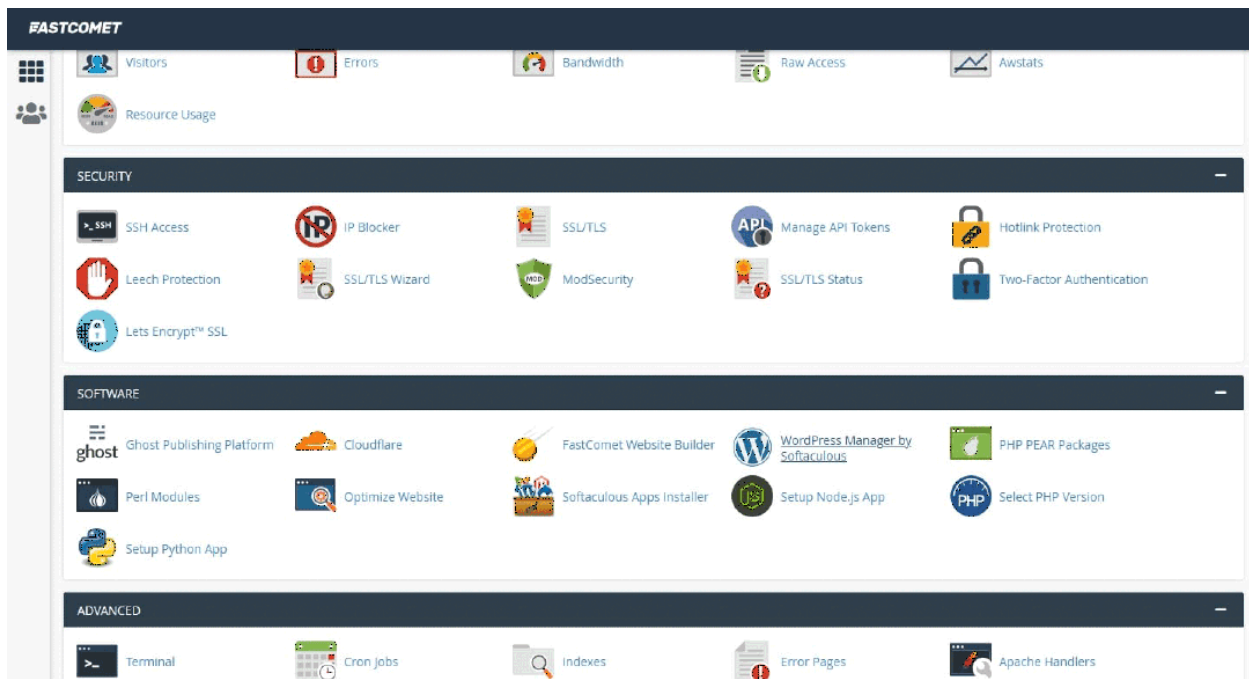 FASTCOMET
Visitors
Errors
Bandwidth
Raw Access
Awstats
Resource Usage
SECURITY
>_ SSH
SSH Access
IP
IP Blocker
SSL/TLS
API
Manage API Tokens
Hotlink Protection
Leech Protection
SSL/TLS Wizard
MOD
ModSecurity
SSL/TLS Status
Two-Factor Authentication
Lets Encrypt™ SSL
SOFTWARE
ghost
Ghost Publishing Platform
Cloudflare
FastComet Website Builder
WordPress Manager by
Softaculous
PHP PEAR Packages
Perl Modules
Optimize Website
Softaculous Apps Installer
Setup Node.js App
PHP
Select PHP Version
Setup Python App
ADVANCED
>_
Terminal
Cron Jobs
Indexes
Error Pages
Apache Handlers